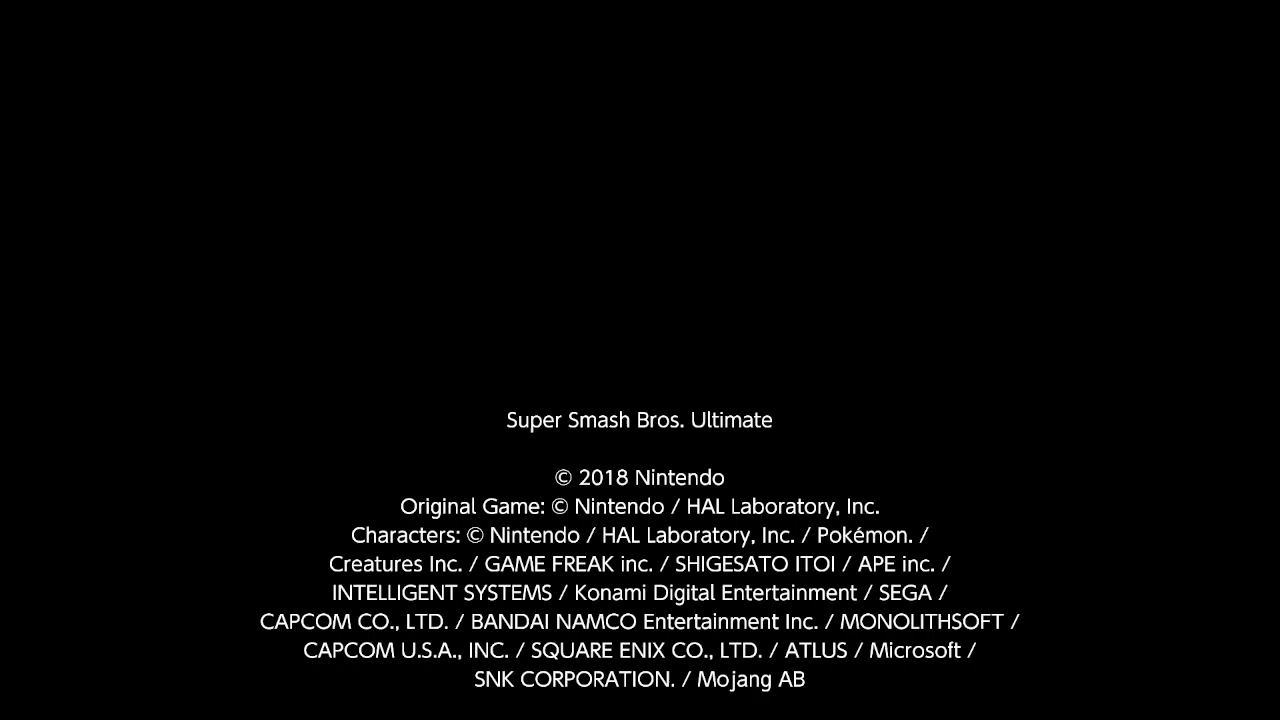 Super Smash Bros. Ultimate
© 2018 Nintendo
Original Game: © Nintendo / HAL Laboratory, Inc.
Characters: © Nintendo / HAL Laboratory, Inc. / Pokémon. /
Creatures Inc. / GAME FREAK inc. / SHIGESATO ITOI / APE inc. /
INTELLIGENT SYSTEMS / Konami Digital Entertainment / SEGA /
CAPCOM CO., LTD. / BANDAI NAMCO Entertainment Inc. / MONOLITHSOFT /
CAPCOM U.S.A., INC. / SQUARE ENIX CO., LTD. / ATLUS / Microsoft /
SNK CORPORATION. / Mojang AB